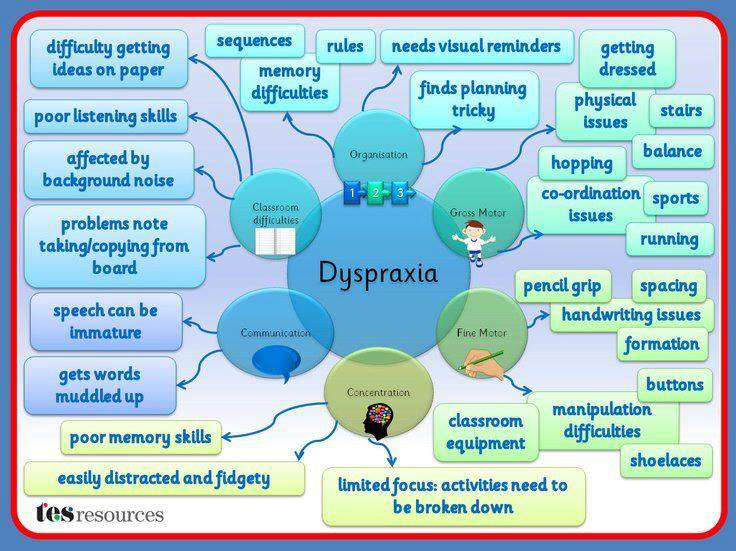 difficulty getting
ideas on paper
sequences
rules
memory
difficulties
needs visual reminders
finds planning
tricky
getting
dressed
physical
issues
stairs
balance
hopping
co-ordination
issues
sports
running
poor listening skills
affected by
background noise
problems note
taking/copying from
board
speech can be
immature
gets words
muddled up
Organisation
1 2 3
Classroom
difficulties
Gross Motor
Dyspraxia
Communication
Fine Motor
Concentration
pencil grip
spacing
handwriting issues
formation
buttons
manipulation
difficulties
classroom
equipment
shoelaces
poor memory skills
easily distracted and fidgety
limited focus: activities need to
be broken down
tes resources